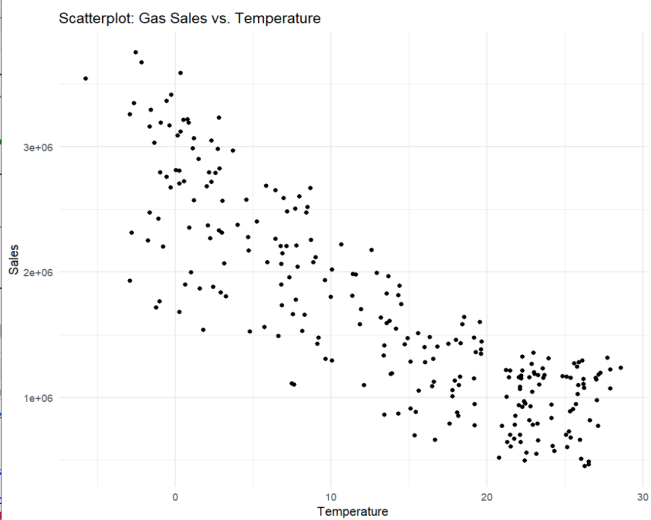 Scatterplot: Gas Sales vs. Temperature
3e+06
2e+06
1e+06
Sales
0
10
20
30
Temperature